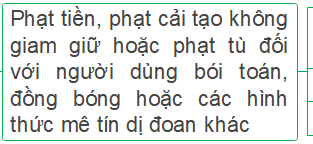 Phạt tiền, phạt cải tạo không
giam giữ hoặc phạt tù đối
với người dùng bói toán,
đồng bóng hoặc các hình
thức mê tín dị đoan khác